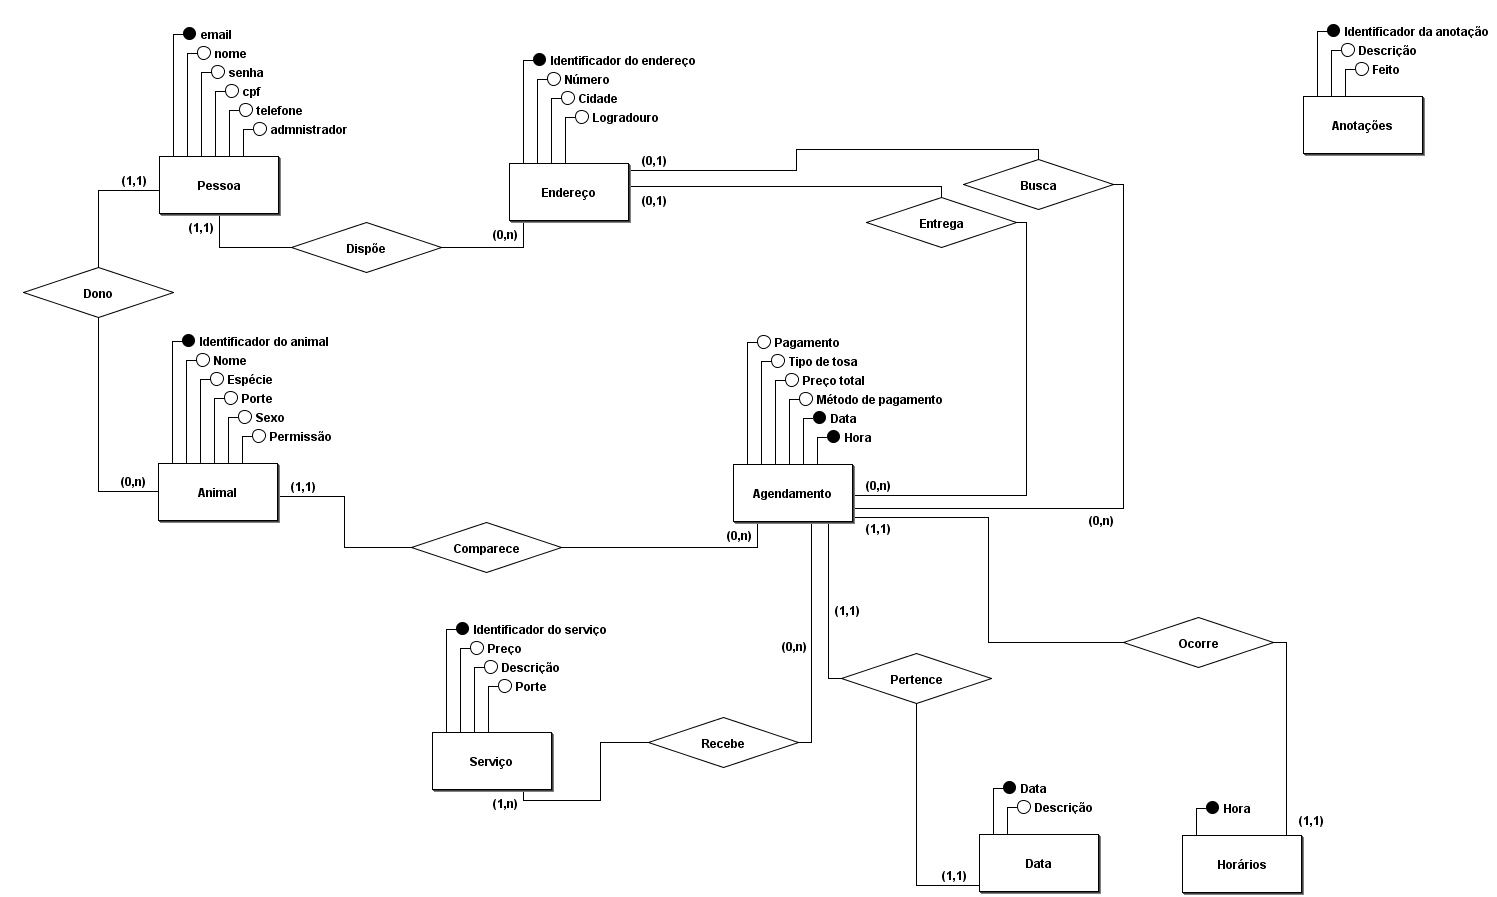 email
nome
senha
cpf
telefone
admnistrador
Pessoa
(1,1)
(1,1)
Identificador do endereço
Número
Cidade
Logradouro
Endereço
(0,1)
(0,1)
(0,n)
Identificador da anotação
Descrição
Feito
Anotações
Busca
Entrega
Dispõe
Dono
Identificador do animal
Nome
Espécie
Porte
Sexo
Permissão
Animal
(0,n)
(1,1)
Pagamento
Tipo de tosa
Preço total
Método de pagamento
Data
Hora
Agendamento
(0,n)
(0,n)
(1,1)
(0,n)
Comparece
(1,1)
(0,n)
Identificador do serviço
Preço
Descrição
Porte
Serviço
(1,n)
Recebe
Pertence
Ocorre
Data
Descrição
Data
(1,1)
Hora
Horários
(1,1)